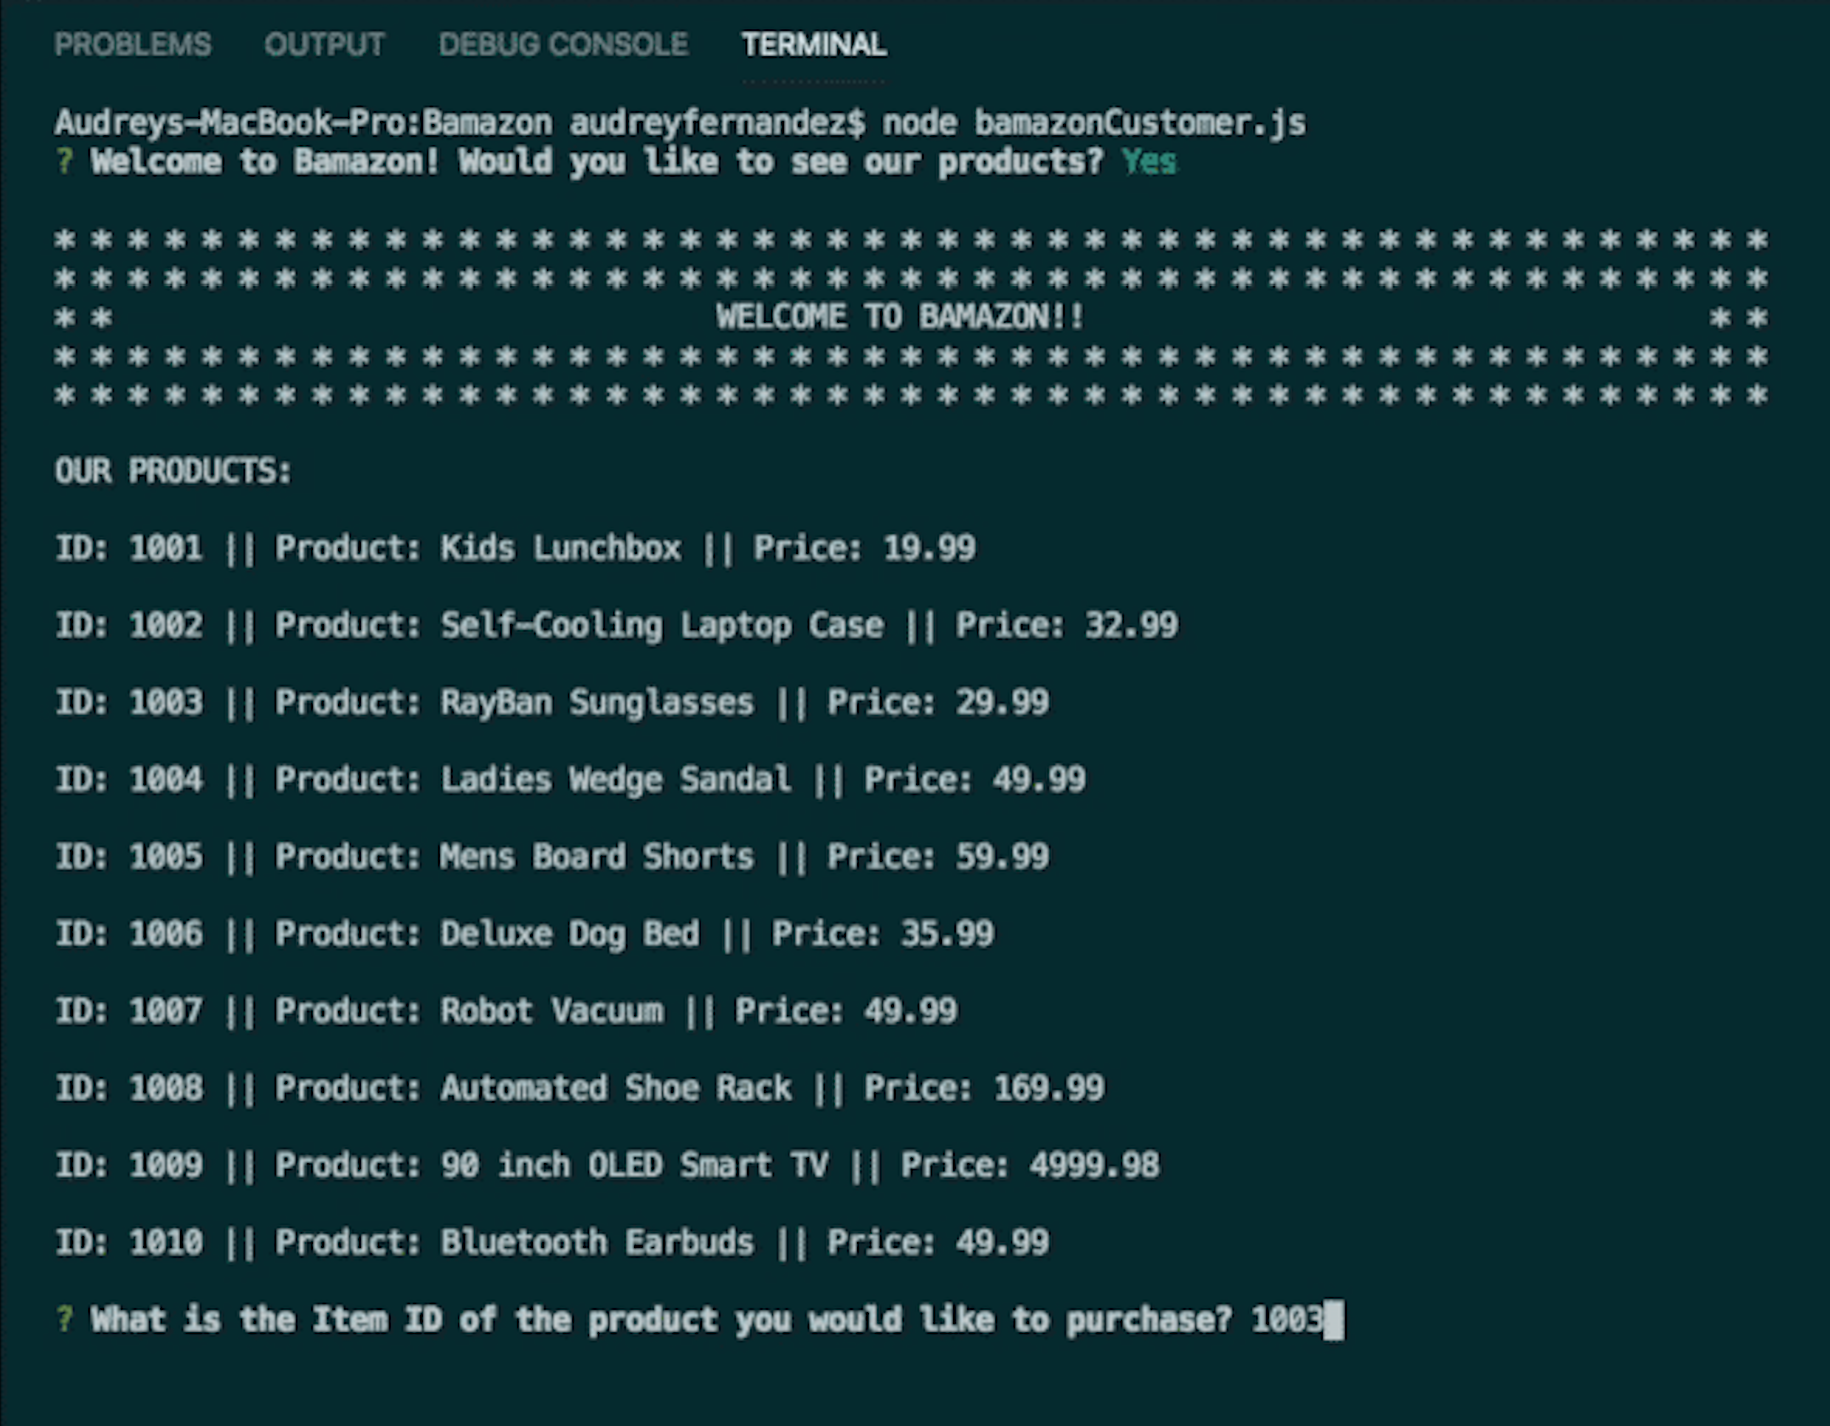 PROBLEMS OUTPUT DEBUG CONSOLE TERMINAL
Audreys-MacBook-Pro:Bamazon audreyfernandez$ node bamazonCustomer.js
? Welcome to Bamazon! Would you like to see our products? Yes
* * * * * * * * * * * * * * * * * * * * * * * * * * * * * * * * * * * * * * * * * * * * * * *
* * * * * * * * * * * * * * * * * * * * * * * * * * * * * * * * * * * * * * * * * * * * * * *
* * WELCOME TO BAMAZON!! * *
* * * * * * * * * * * * * * * * * * * * * * * * * * * * * * * * * * * * * * * * * * * * * * *
* * * * * * * * * * * * * * * * * * * * * * * * * * * * * * * * * * * * * * * * * * * * * * *
OUR PRODUCTS:
ID: 1001 || Product: Kids Lunchbox || Price: 19.99
ID: 1002 || Product: Self-Cooling Laptop Case || Price: 32.99
ID: 1003 || Product: RayBan Sunglasses || Price: 29.99
ID: 1004 || Product: Ladies Wedge Sandal || Price: 49.99
ID: 1005 || Product: Mens Board Shorts || Price: 59.99
ID: 1006 || Product: Deluxe Dog Bed || Price: 35.99
ID: 1007 || Product: Robot Vacuum || Price: 49.99
ID: 1008 || Product: Automated Shoe Rack || Price: 169.99
ID: 1009 || Product: 90 inch OLED Smart TV || Price: 4999.98
ID: 1010 || Product: Bluetooth Earbuds || Price: 49.99
? What is the Item ID of the product you would like to purchase? 1003